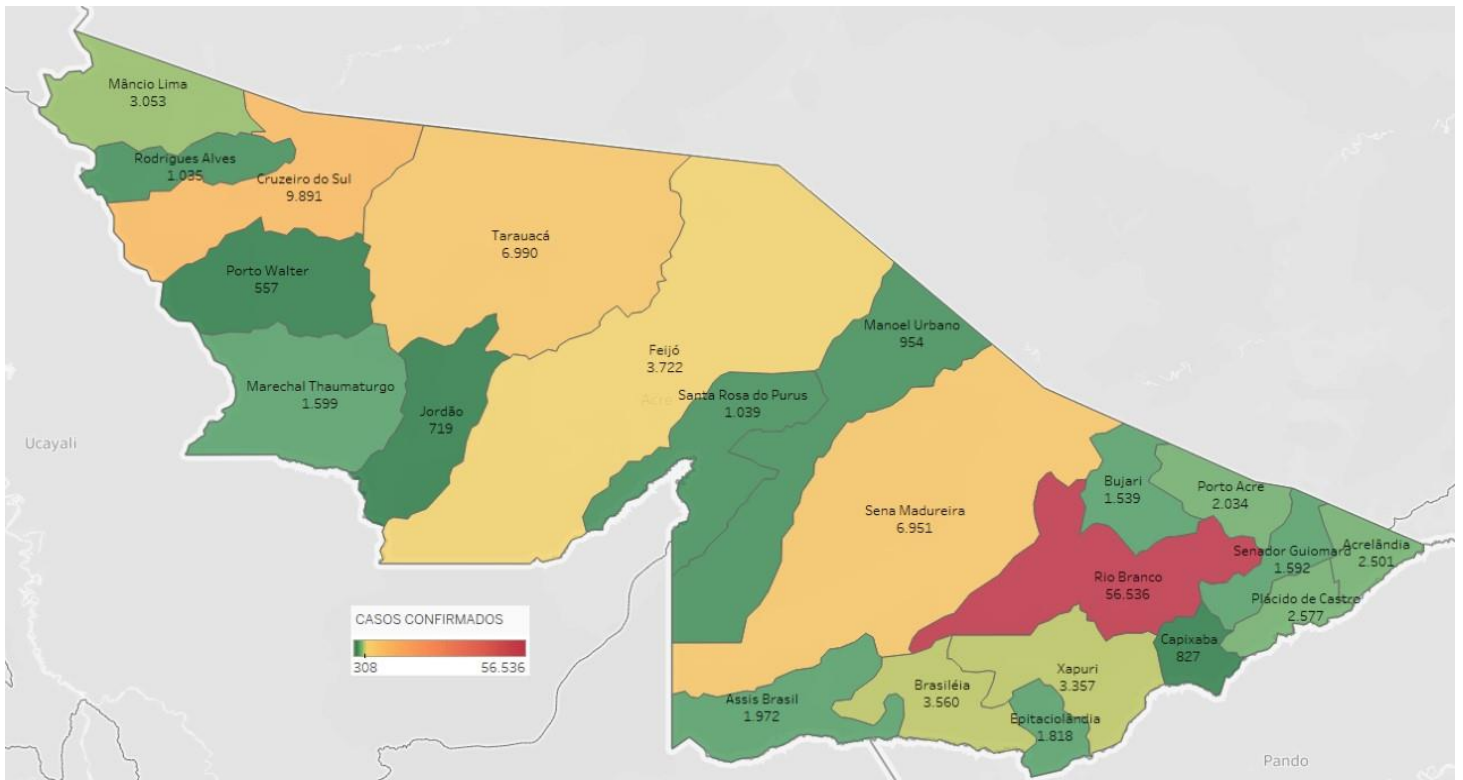 Mâncio Lima
3.053
Rodrigues Alves
1.035
Cruzeiro do Sul
9.891
Tarauacá
6.990
Porto Walter
557
Manoel Urbano
954
Feijó
3.722
Acre
Marechal Thaumaturgo
1.599
Jordão
719
Santa Rosa do Purus
1.039
Ucayali
Sena Madureira
6.951
Bujari
1.539
Porto Acre
2.034
Senador Guiomard
1.592
Acrelândia
2.501
Rio Branco
56.536
Plácido de Castro
2.577
CASOS CONFIRMADOS
308 56.536
Capixaba
827
Xapuri
3.357
Brasiléia
3.560
Assis Brasil
1.972
Epitaciolândia
1.818
Pando